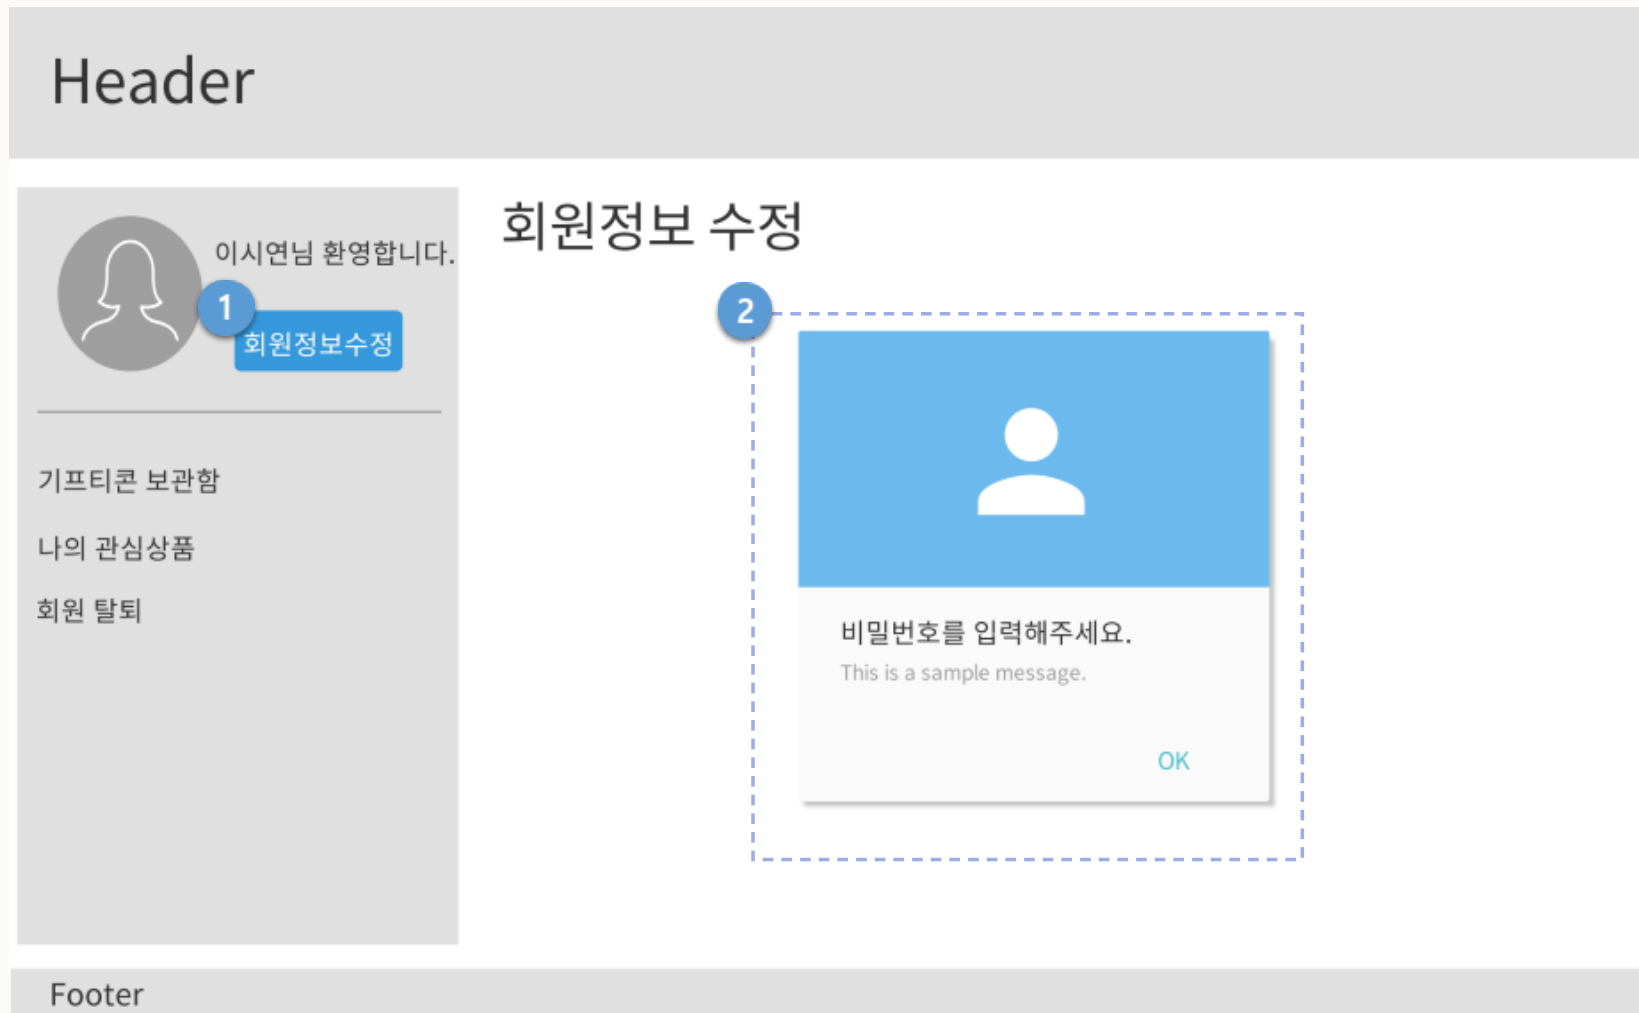 Header
이시연님 환영합니다.
1
회원정보수정
기프티콘 보관함
나의 관심상품
회원 탈퇴
회원정보 수정
2
비밀번호를 입력해주세요.
This is a sample message.
OK
Footer